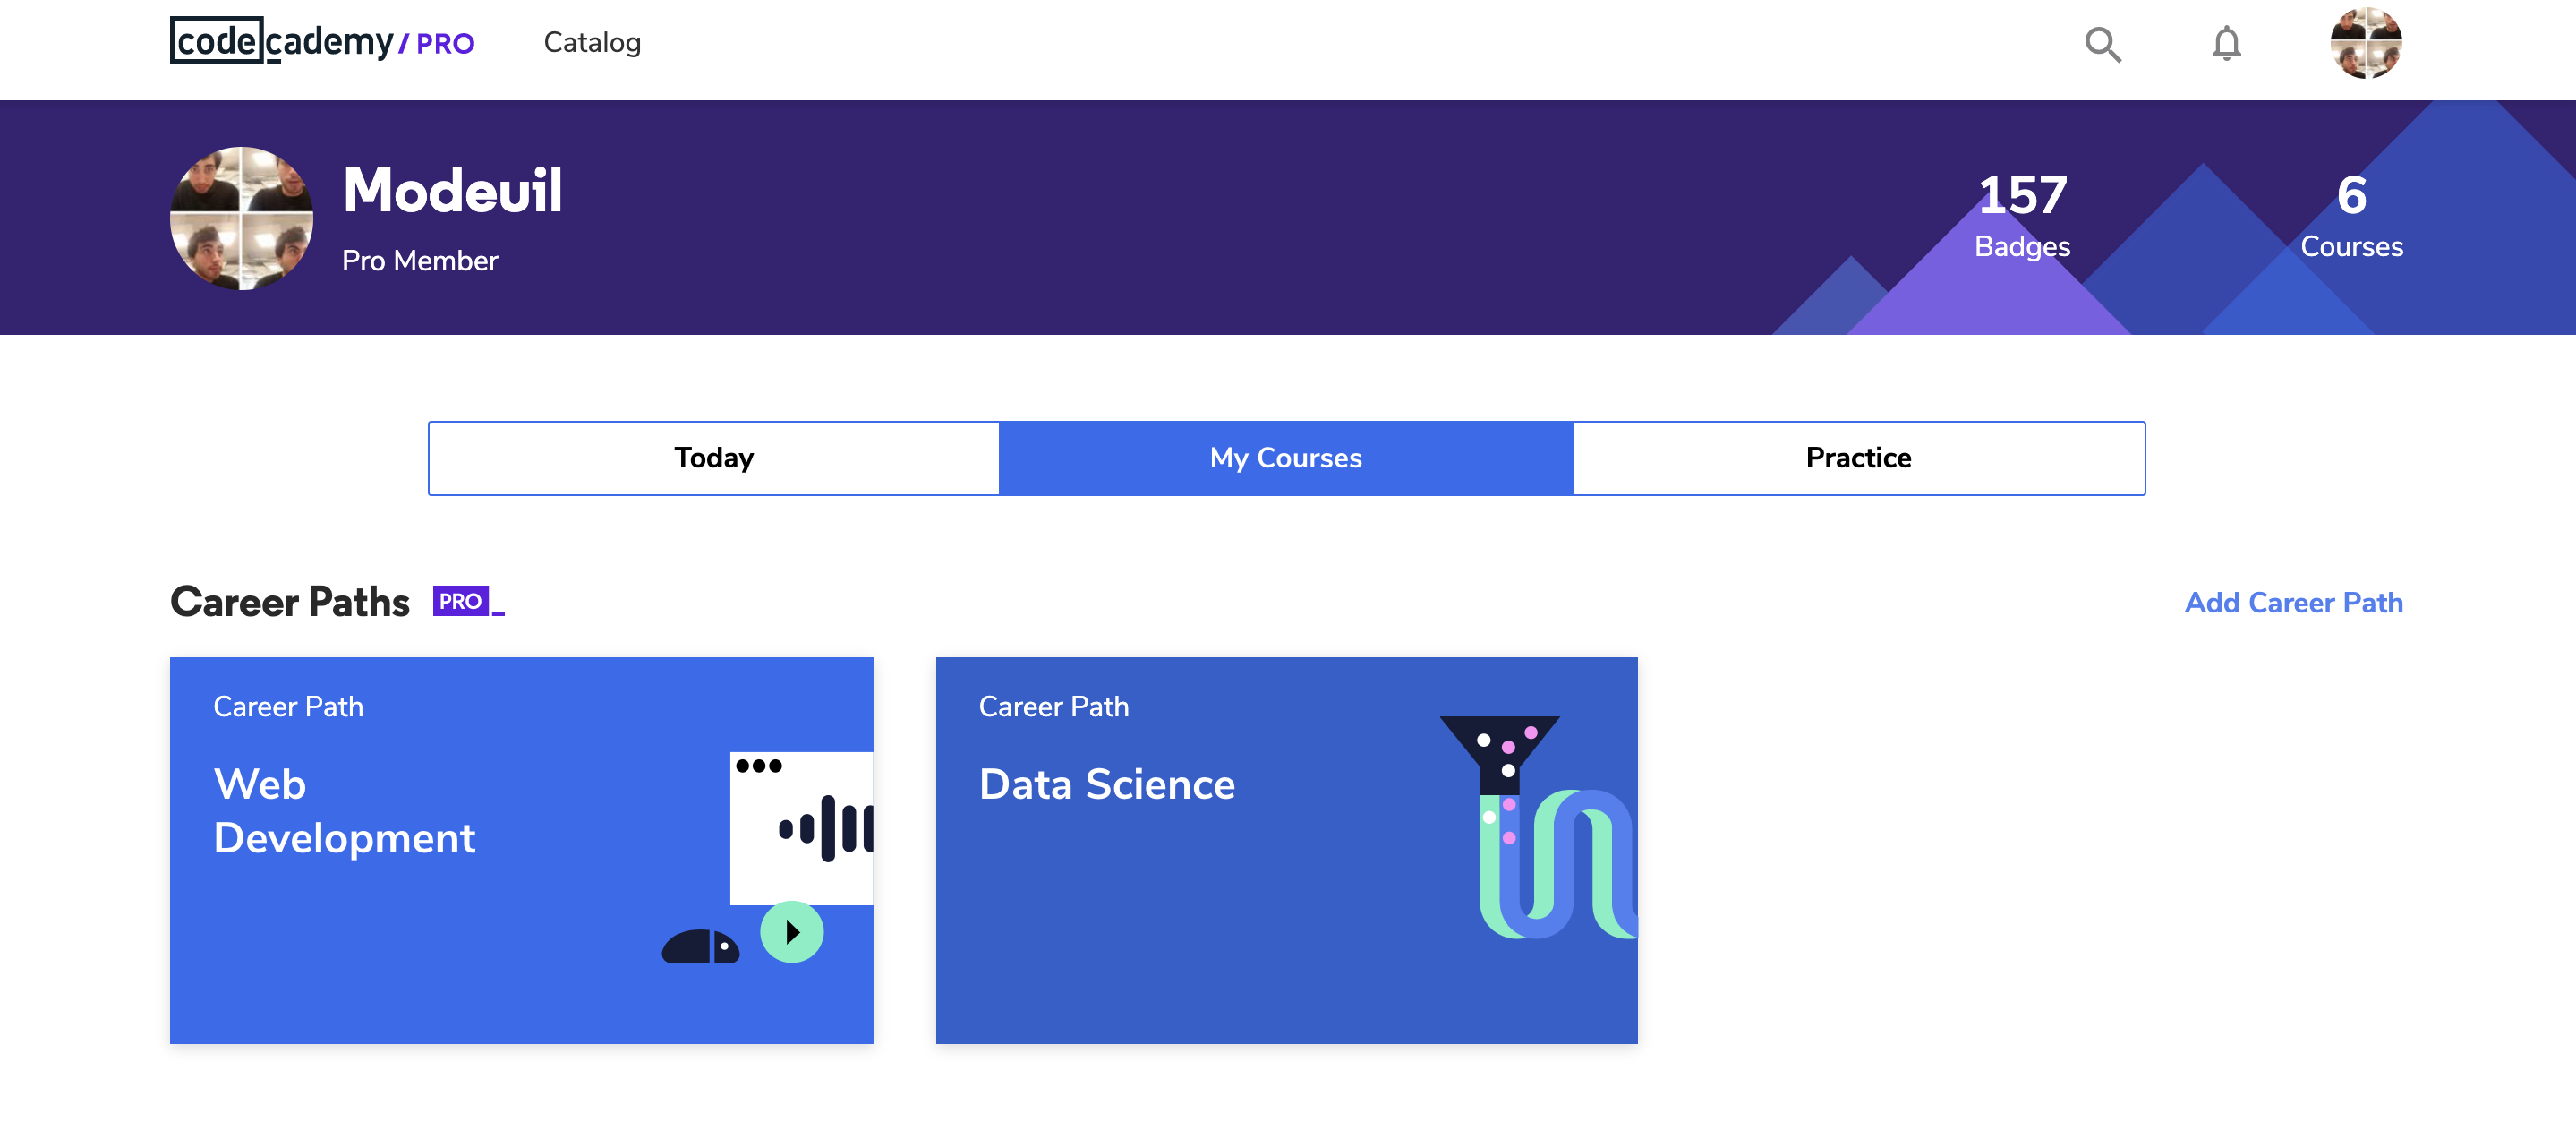 codecademy / PRO
Catalog
Modeuil
Pro Member
157
Badges
6
Courses
Today
My Courses
Practice
Career Paths
PRO_
Add Career Path
Career Path
Web
Development
Career Path
Data Science